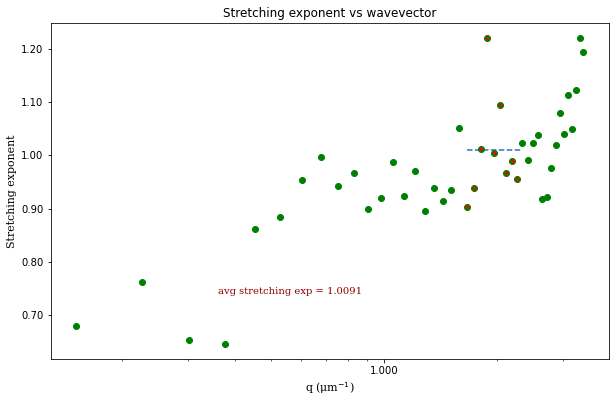 Stretching exponent vs wavevector
Stretching exponent
1.20
1.10
1.00
0.90
0.80
0.70
avg stretching exp = 1.0091
1.000
q (μm⁻¹)